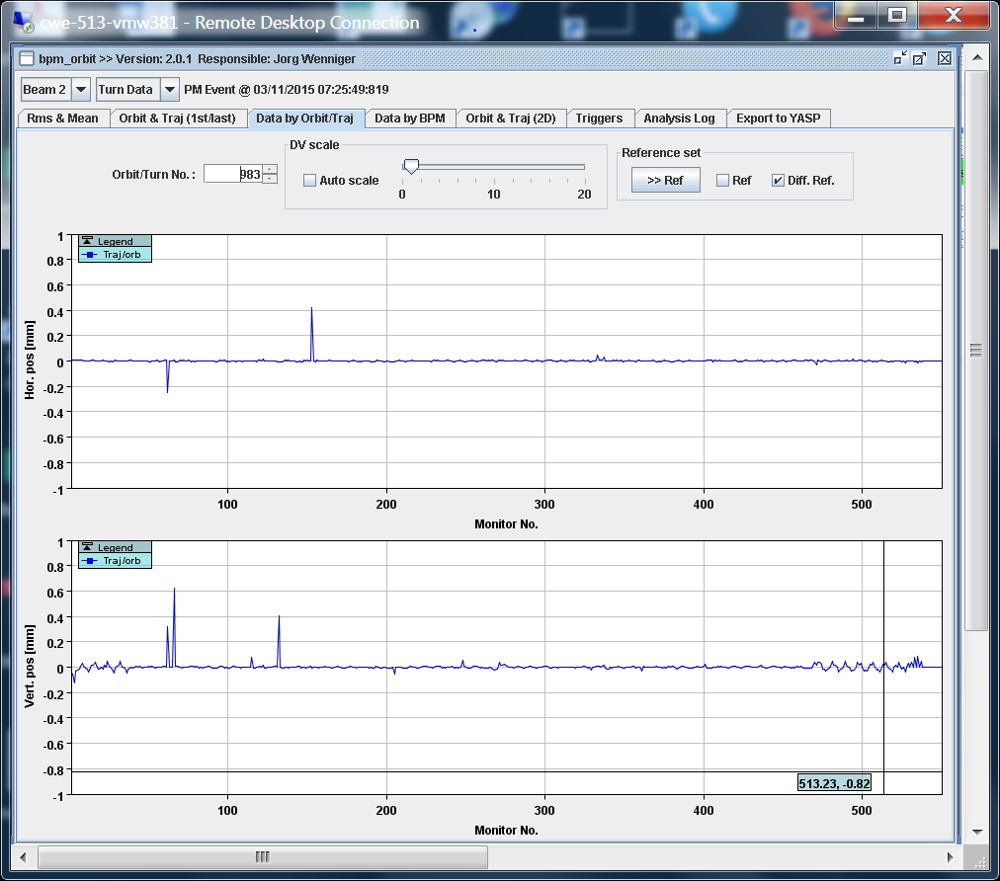 cwe-513-vmw381 - Remote Desktop Connection
bpm_orbit >> Version: 2.0.1 Responsible: Jorg Wenniger
Beam 2 Turn Data PM Event @ 03/11/2015 07:25:49:819
Rms & Mean Orbit & Traj (1st/last) Data by Orbit/Traj Data by BPM Orbit & Traj (2D) Triggers Analysis Log Export to YASP
DV scale
Reference set
Orbit/Turn No. : 983 Auto scale >> Ref Ref Diff. Ref.
0 10 20
1
Legend
Traj/orb
0.8
0.6
0.4
0.2
0
-0.2
-0.4
-0.6
-0.8
-1
Hor. pos [mm]
100 200 300 400 500
Monitor No.
1
Legend
Traj/orb
0.8
0.6
0.4
0.2
0
-0.2
-0.4
-0.6
-0.8
-1
Vert. pos [mm]
513.23, -0.82
100 200 300 400 500
Monitor No.